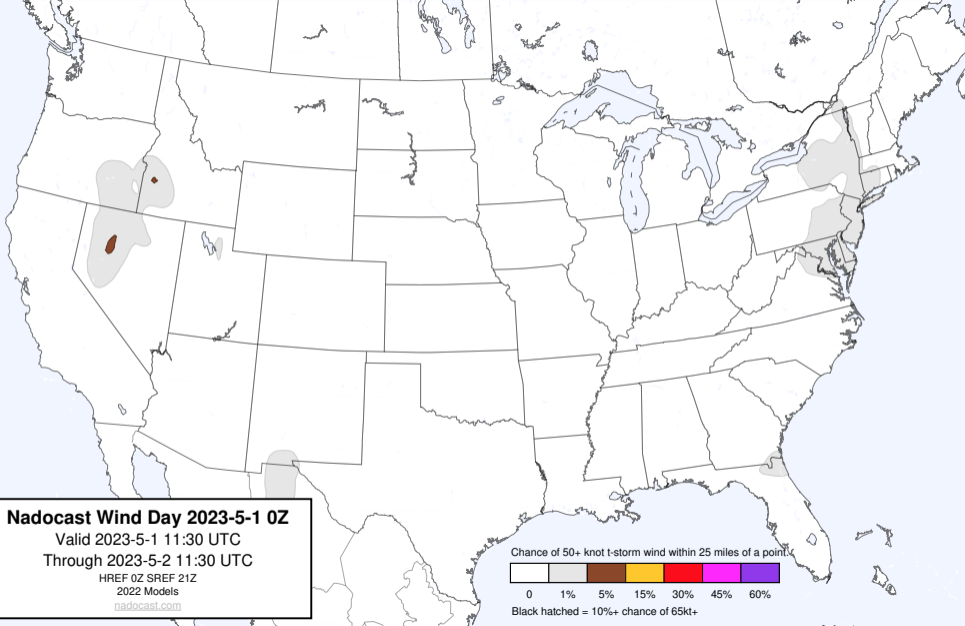 Nadocast Wind Day 2023-5-1 0Z
Valid 2023-5-1 11:30 UTC
Through 2023-5-2 11:30 UTC
HREF 0Z SREF 21Z
2022 Models
nadocast.com
Chance of 50+ knot t-storm wind within 25 miles of a point.
0 1% 5% 15% 30% 45% 60%
Black hatched = 10%+ chance of 65kt+